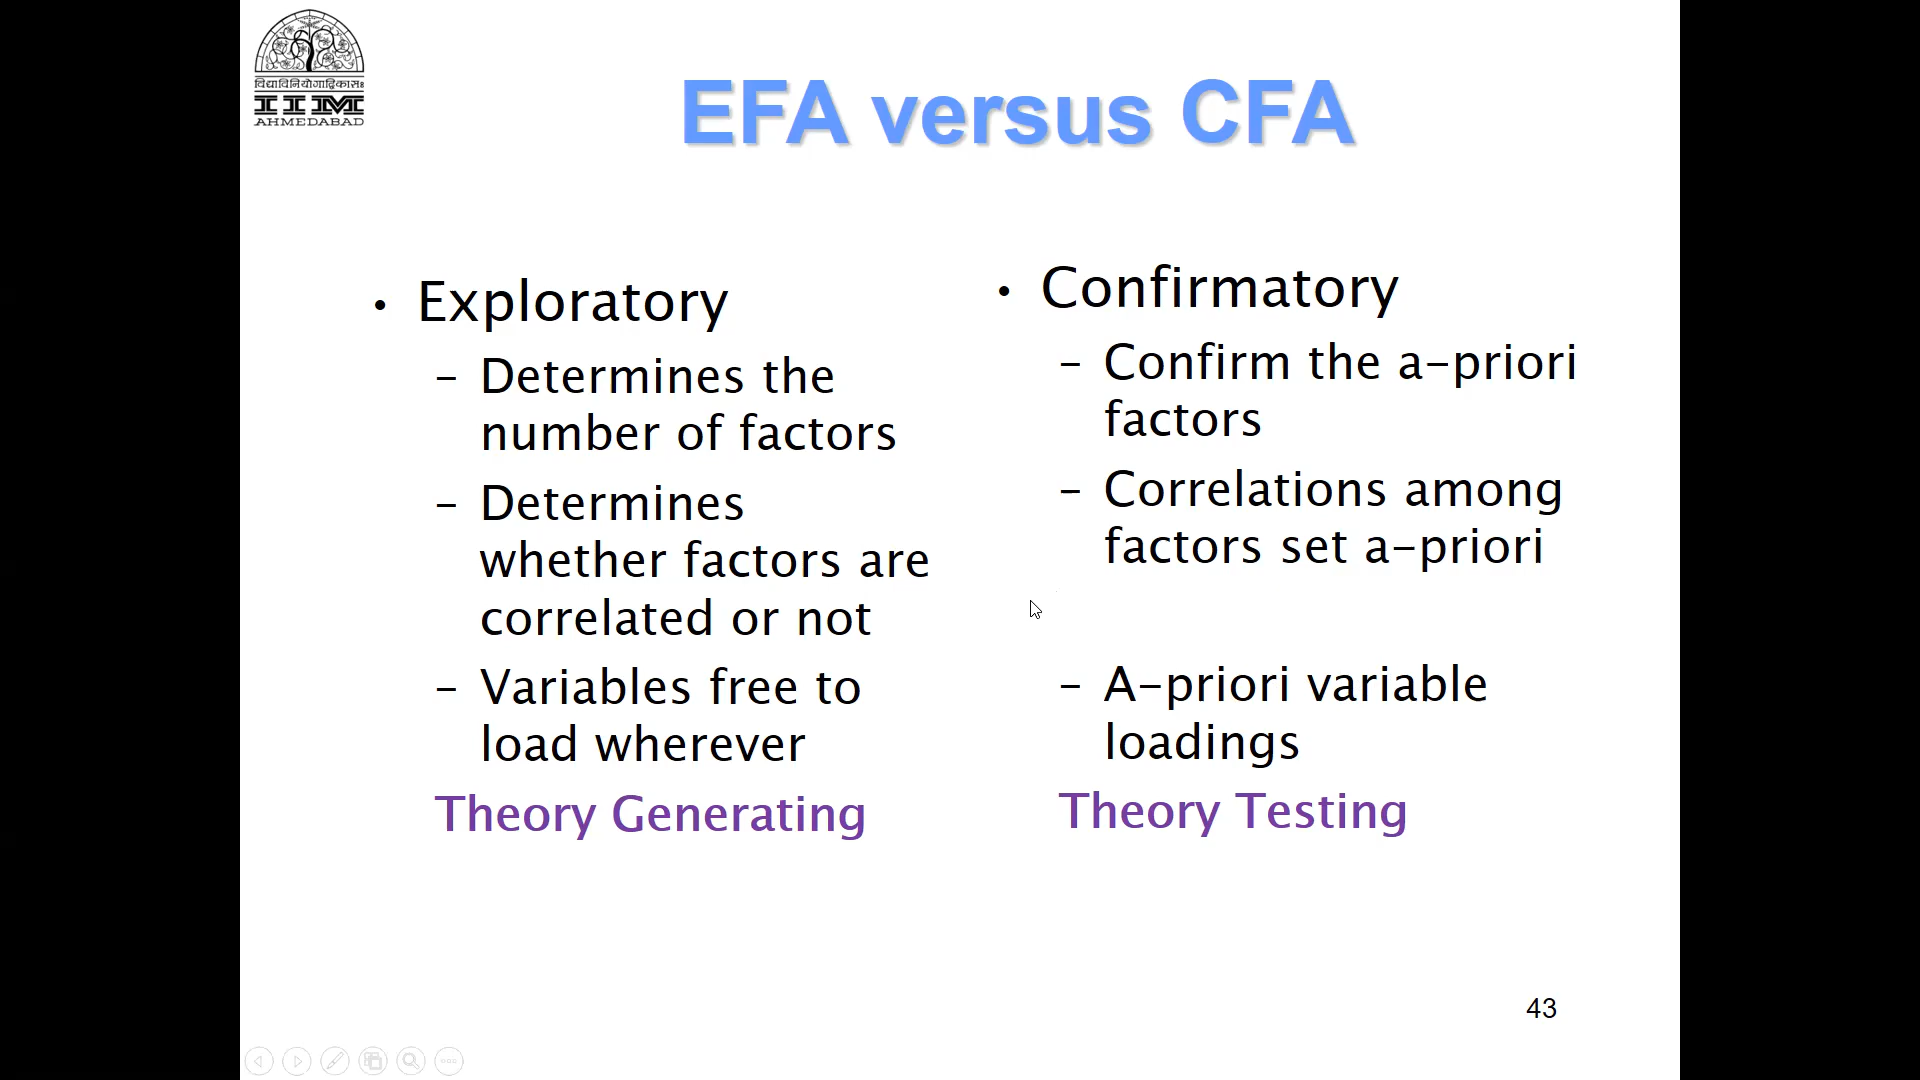 विद्याविनियोगाद्विकासः
IIM
AHMEDABAD
EFA versus CFA
• Exploratory
– Determines the
number of factors
– Determines
whether factors are
correlated or not
– Variables free to
load wherever
Theory Generating
• Confirmatory
– Confirm the a-priori
factors
– Correlations among
factors set a-priori
– A-priori variable
loadings
Theory Testing
43